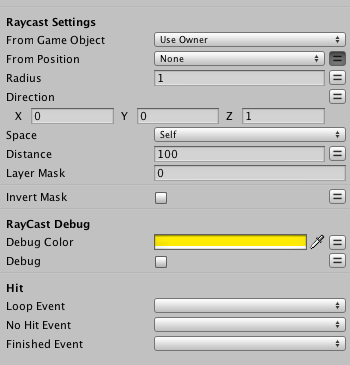 Raycast Settings
From Game Object Use Owner
From Position None =
Radius 1 =
Direction =
X 0 Y 0 Z 1
Space Self
Distance 100 =
Layer Mask 0
Invert Mask =
RayCast Debug
Debug Color =
Debug =
Hit
Loop Event
No Hit Event
Finished Event